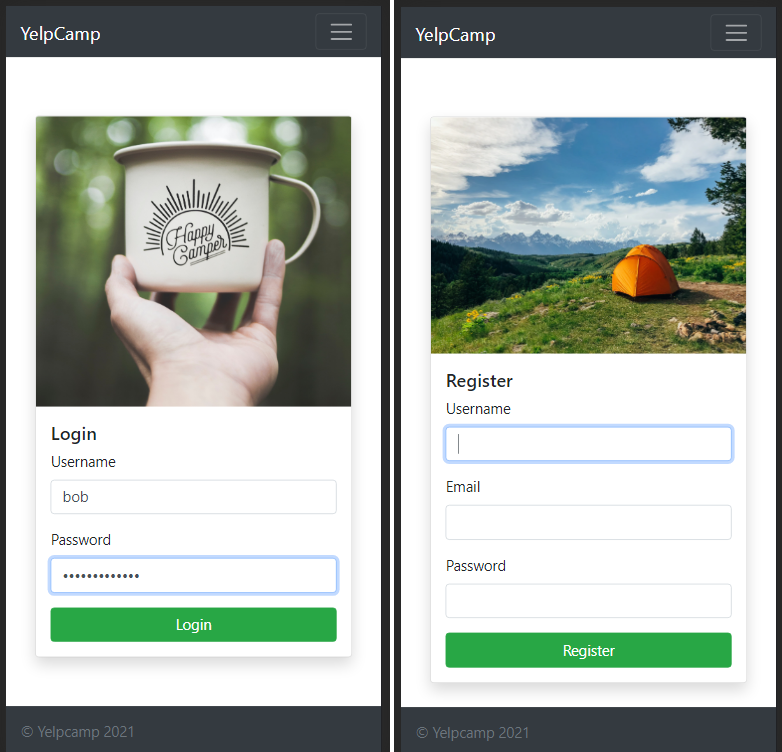 YelpCamp
Happy
Camper
Login
Username
bob
Password
•••••••••••••
Login
© Yelpcamp 2021
YelpCamp
Register
Username
Email
Password
Register
© Yelpcamp 2021